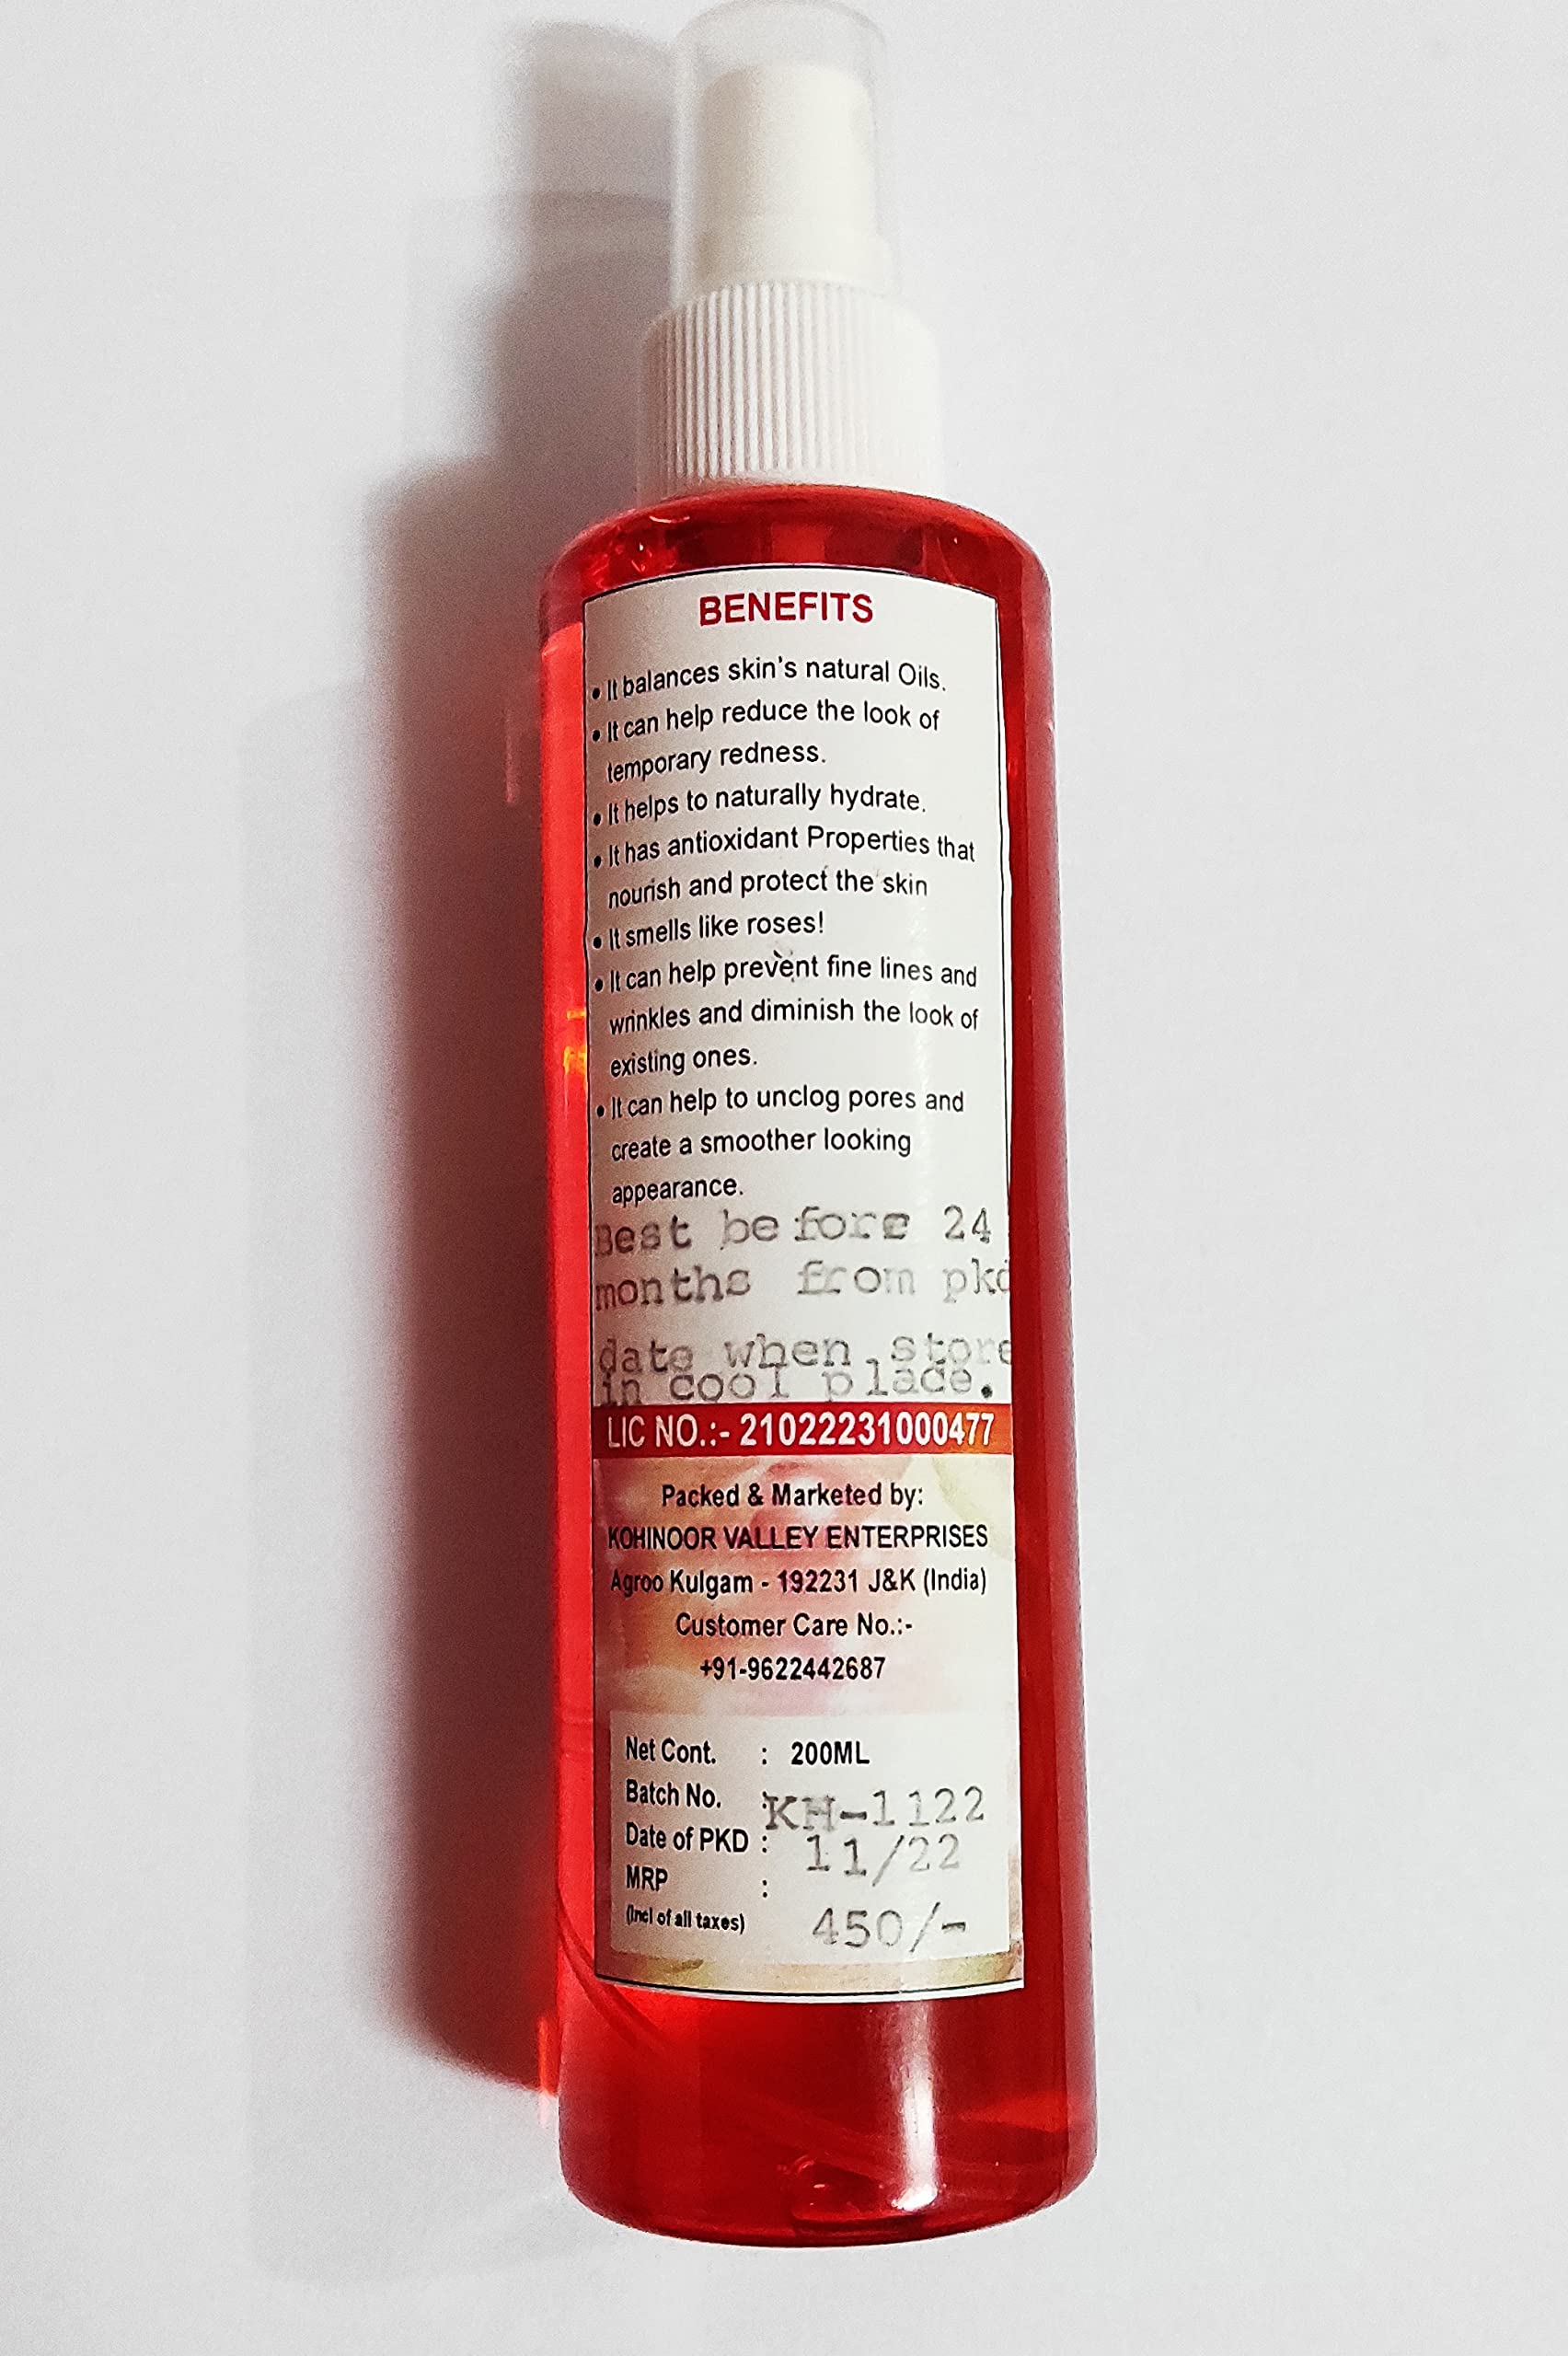 BENEFITS
• It balances skin's natural Oils.
• It can help reduce the look of
temporary redness.
• It helps to naturally hydrate.
• It has antioxidant Properties that
nourish and protect the skin
• It smells like roses!
• It can help prevent fine lines and
wrinkles and diminish the look of
existing ones.
• It can help to unclog pores and
create a smoother looking
appearance.
Best before 24
months from pkd
date when store
in cool place.
LIC NO.:- 21022231000477
Packed & Marketed by:
KOHINOOR VALLEY ENTERPRISES
Agroo Kulgam - 192231 J&K (India)
Customer Care No.:-
+91-9622442687
Net Cont. : 200ML
Batch No. : KH-1122
Date of PKD : 11/22
MRP : 450/-
(Incl of all taxes)